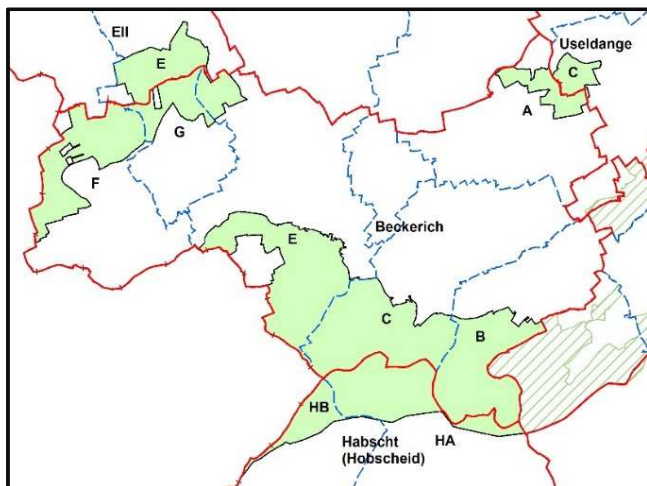 Ell
Useldange
E
C
A
G
F
E
Beckerich
C
B
HB
Habscht
(Hobscheid)
HA